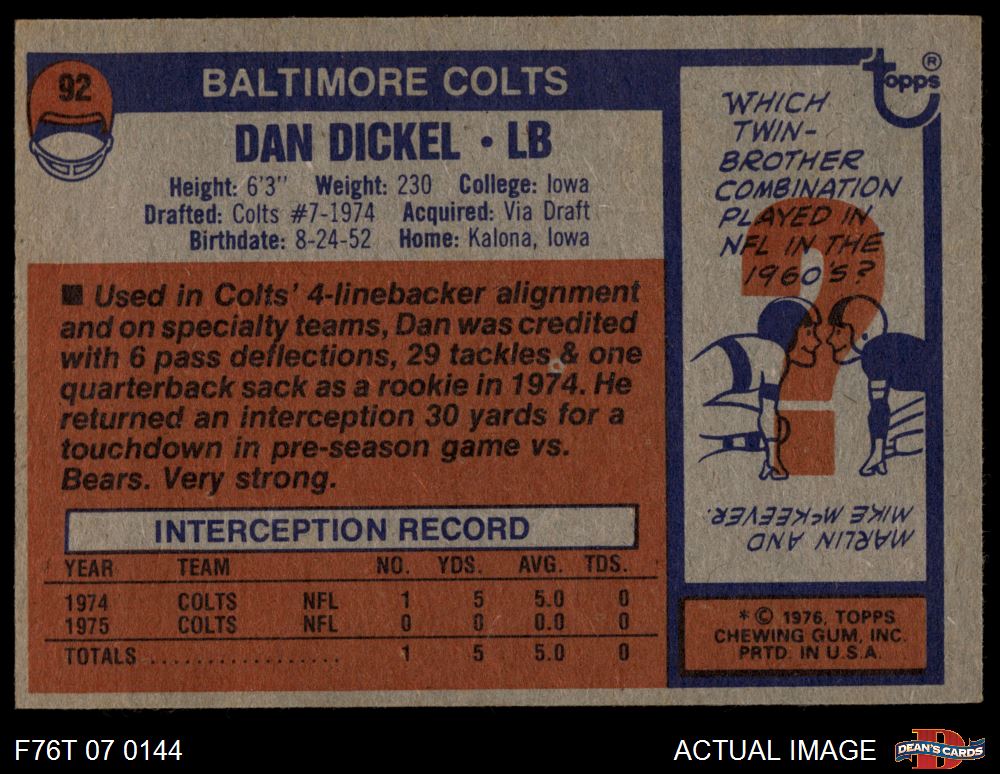 92
BALTIMORE COLTS
DAN DICKEL • LB
Height: 6'3" Weight: 230 College: Iowa
Drafted: Colts #7-1974 Acquired: Via Draft
Birthdate: 8-24-52 Home: Kalona, Iowa
■ Used in Colts' 4-linebacker alignment
and on specialty teams, Dan was credited
with 6 pass deflections, 29 tackles & one
quarterback sack as a rookie in 1974. He
returned an interception 30 yards for a
touchdown in pre-season game vs.
Bears. Very strong.
INTERCEPTION RECORD
YEAR TEAM NO. YDS. AVG. TDS.
1974 COLTS NFL 1 5 5.0 0
1975 COLTS NFL 0 0 0.0 0
TOTALS .................... 1 5 5.0 0
topps ®
WHICH
TWIN-
BROTHER
COMBINATION
PLAYED IN
NFL IN THE
1960'S?
MARLIN AND
MIKE McKEEVER.
* © 1976, TOPPS
CHEWING GUM, INC.
PRTD. IN U.S.A.
F76T 07 0144
ACTUAL IMAGE
D
DEAN'S CARDS